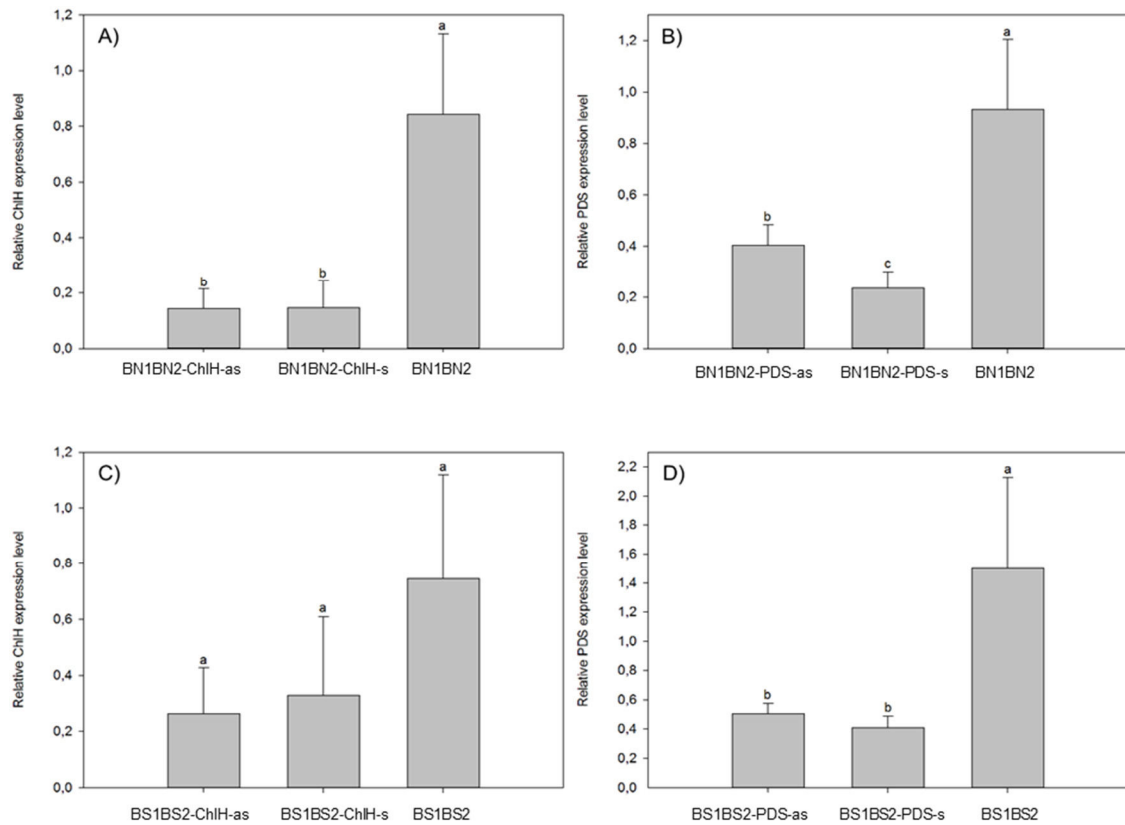 A)
Relative ChlH expression level
1,2
1,0
0,8
0,6
0,4
0,2
0,0
b
b
a
BN1BN2-ChlH-as
BN1BN2-ChlH-s
BN1BN2
B)
Relative PDS expression level
1,2
1,0
0,8
0,6
0,4
0,2
0,0
b
c
a
BN1BN2-PDS-as
BN1BN2-PDS-s
BN1BN2
C)
Relative ChlH expression level
1,2
1,0
0,8
0,6
0,4
0,2
0,0
a
a
a
BS1BS2-ChlH-as
BS1BS2-ChlH-s
BS1BS2
D)
Relative PDS expression level
2,2
2,0
1,8
1,6
1,4
1,2
1,0
0,8
0,6
0,4
0,2
0,0
b
b
a
BS1BS2-PDS-as
BS1BS2-PDS-s
BS1BS2